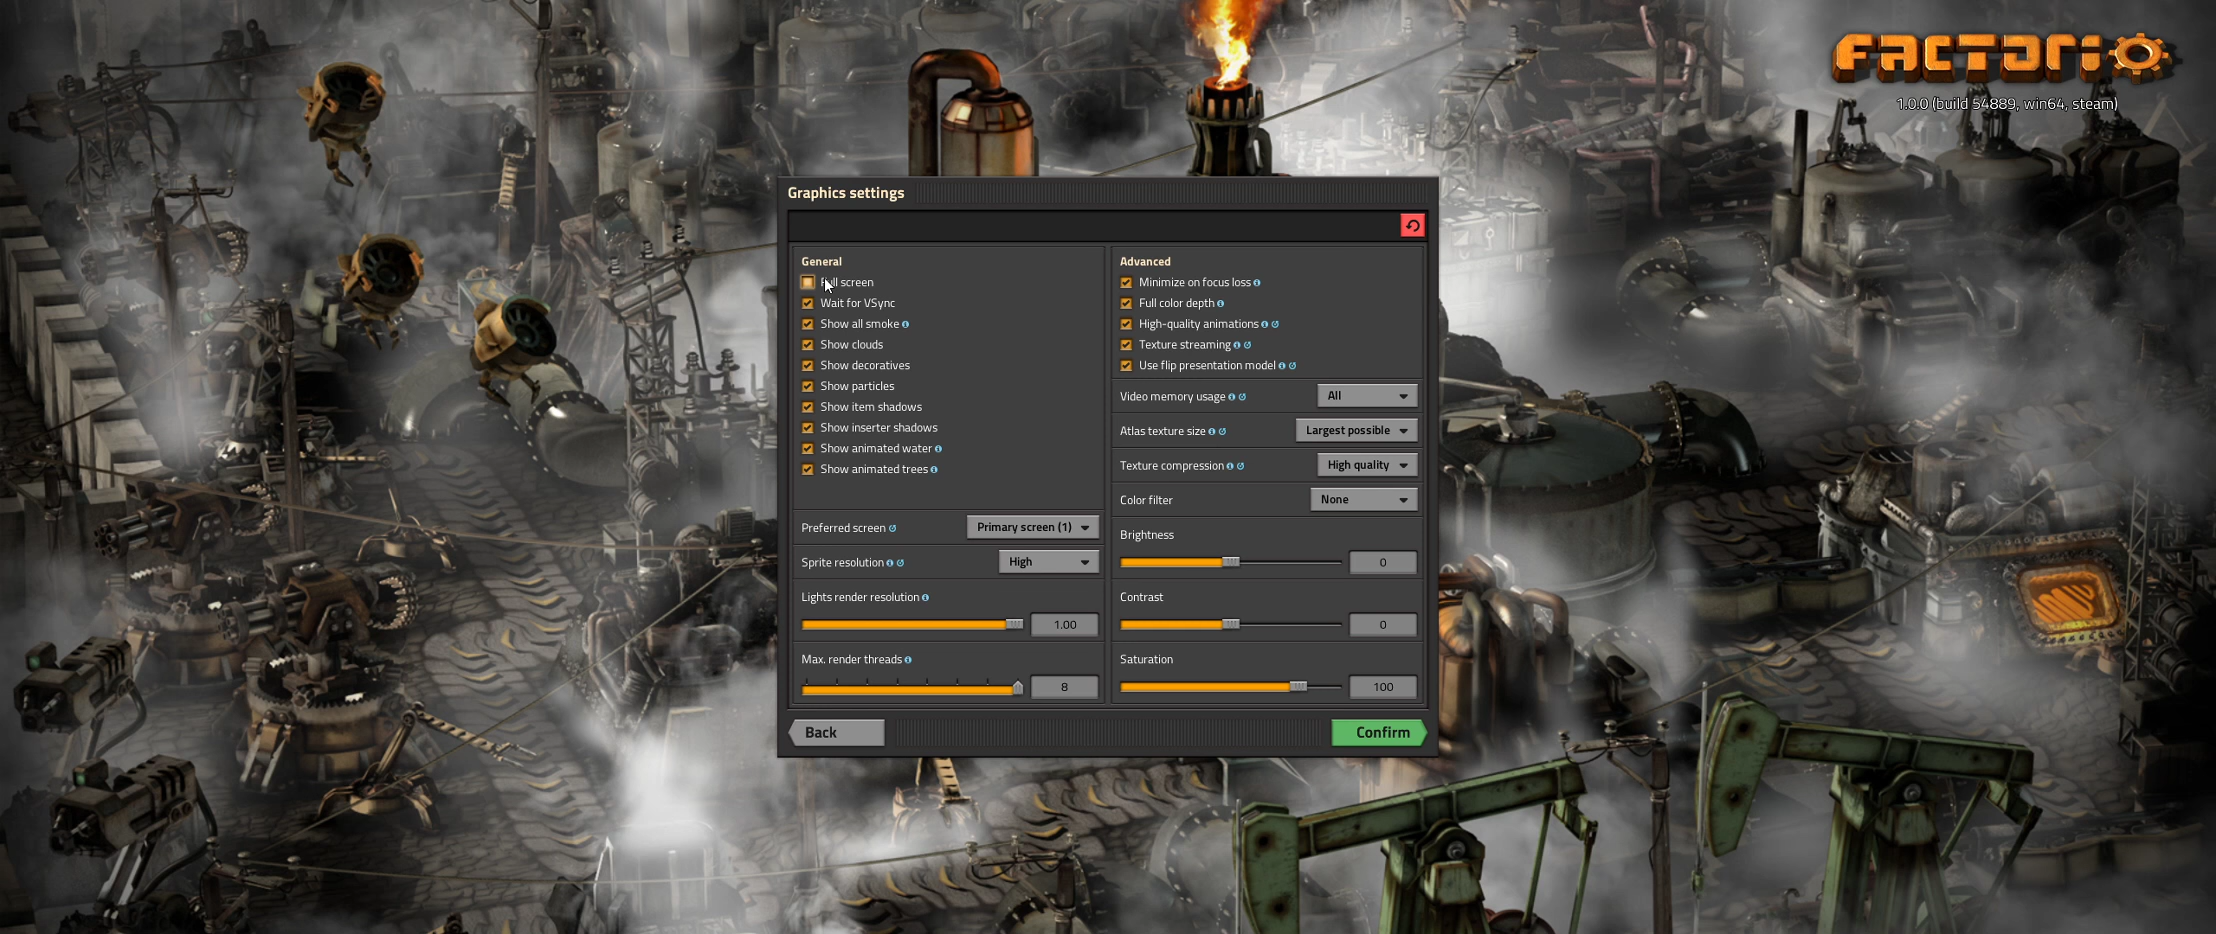 FACTORIO
1.0.0 (build 54889, win64, steam)
Graphics settings
General
Full screen
Wait for VSync
Show all smoke
Show clouds
Show decoratives
Show particles
Show item shadows
Show inserter shadows
Show animated water
Show animated trees
Preferred screen Primary screen (1)
Sprite resolution High
Lights render resolution
1.00
Max. render threads
8
Advanced
Minimize on focus loss
Full color depth
High-quality animations
Texture streaming
Use flip presentation model
Video memory usage All
Atlas texture size Largest possible
Texture compression High quality
Color filter None
Brightness
0
Contrast
0
Saturation
100
Back
Confirm